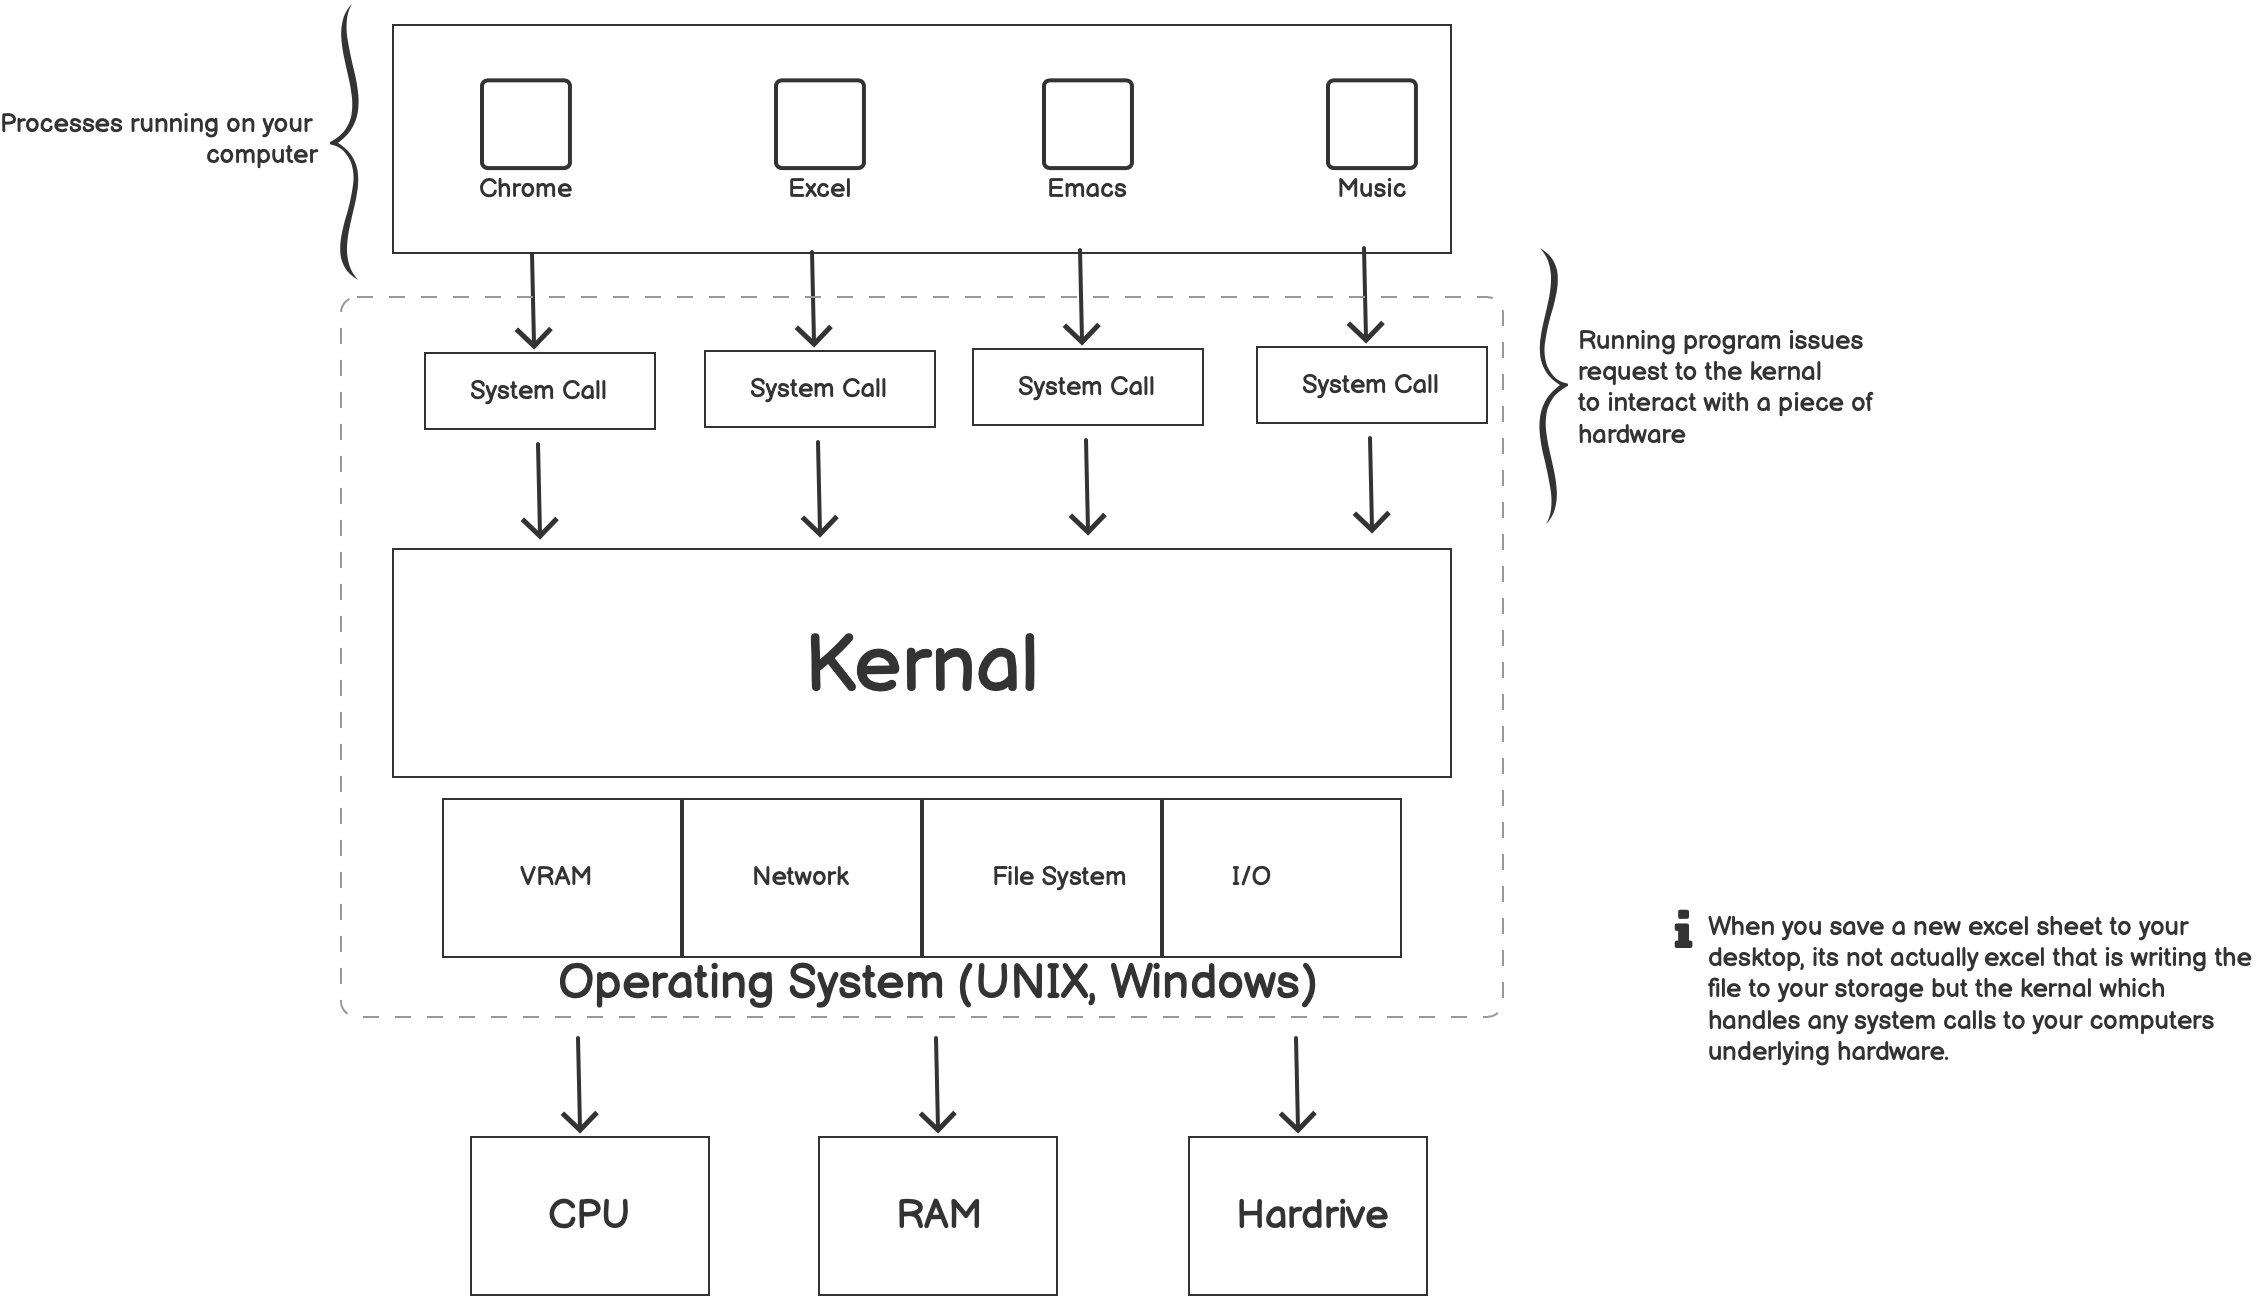 Processes running on your
computer
Chrome
Excel
Emacs
Music
System Call
System Call
System Call
System Call
Running program issues
request to the kernal
to interact with a piece of
hardware
Kernal
VRAM
Network
File System
I/O
Operating System (UNIX, Windows)
When you save a new excel sheet to your
desktop, its not actually excel that is writing the
file to your storage but the kernal which
handles any system calls to your computers
underlying hardware.
CPU
RAM
Hardrive